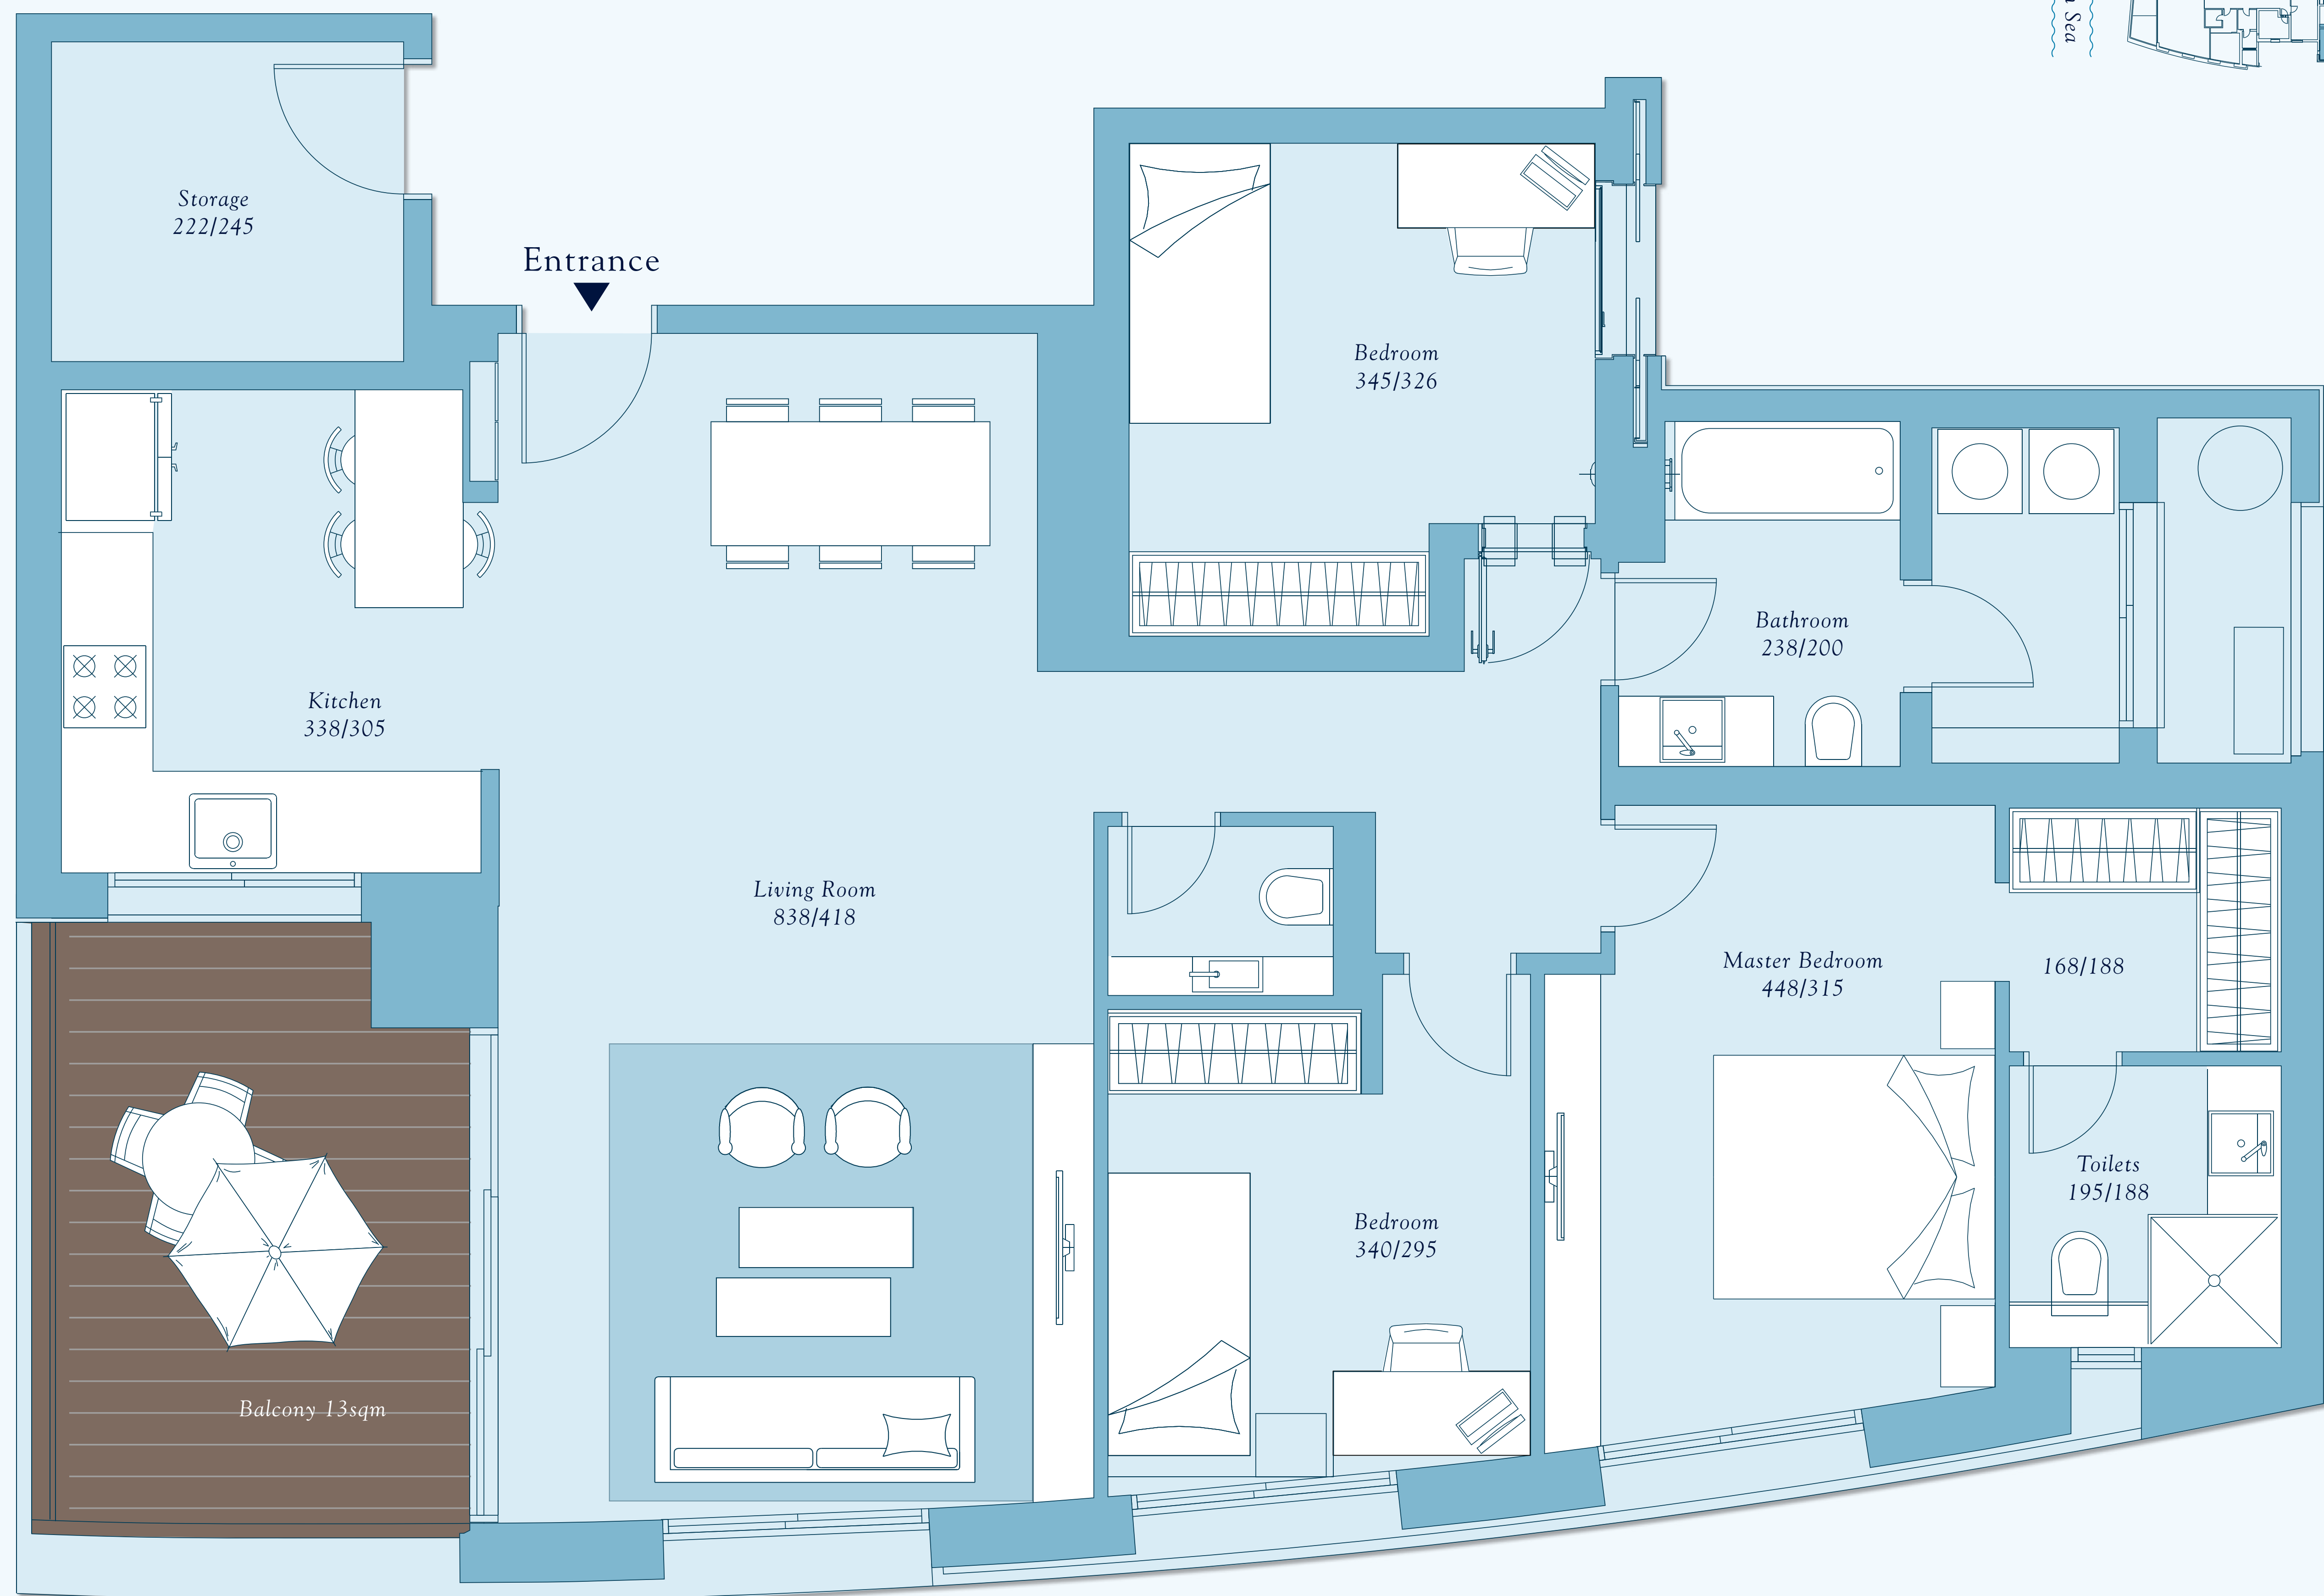 Sea
Storage
222/245
Entrance
Bedroom
345/326
Bathroom
238/200
Kitchen
338/305
Living Room
838/418
Master Bedroom
448/315
168/188
Toilets
195/188
Bedroom
340/295
Balcony 13sqm